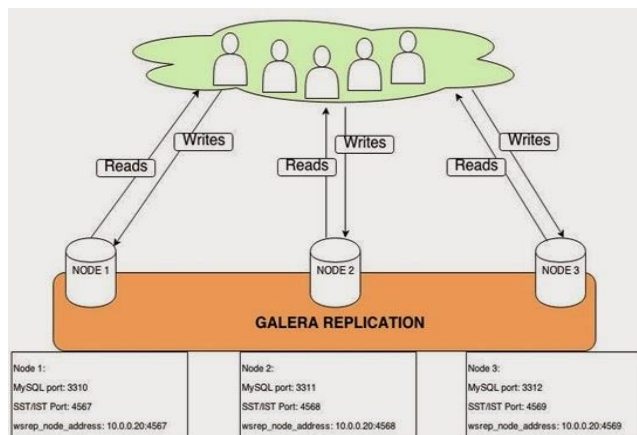 Reads
Writes
Reads
Writes
Reads
Writes
NODE 1
NODE 2
NODE 3
GALERA REPLICATION
Node 1:
MySQL port: 3310
SST/IST Port: 4567
wsrep_node_address: 10.0.0.20:4567
Node 2:
MySQL port: 3311
SST/IST Port: 4568
wsrep_node_address: 10.0.0.20:4568
Node 3:
MySQL port: 3312
SST/IST Port: 4569
wsrep_node_address: 10.0.0.20:4569